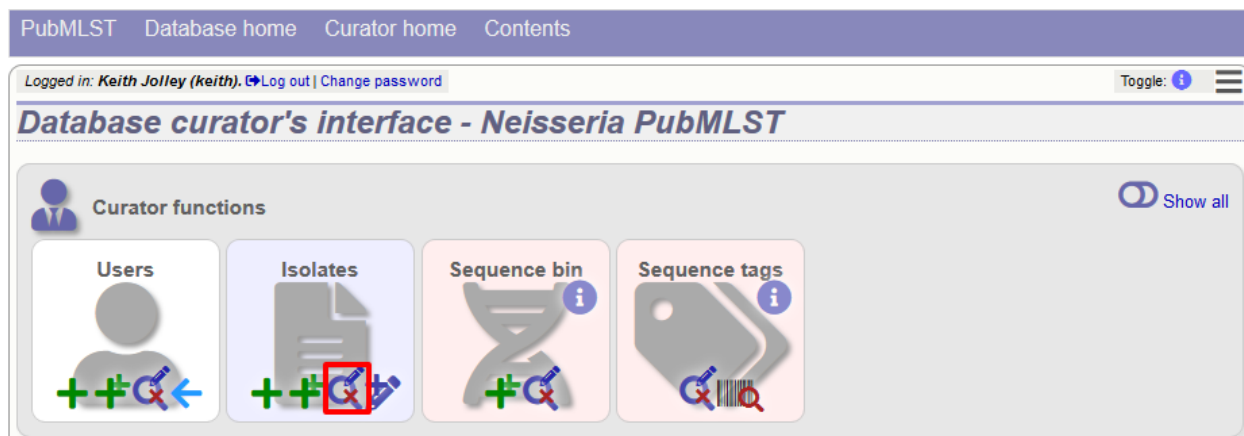 PubMLST Database home Curator home Contents
Logged in: Keith Jolley (keith). Log out | Change password Toggle:
Database curator's interface - Neisseria PubMLST
Curator functions Show all
Users Isolates Sequence bin Sequence tags